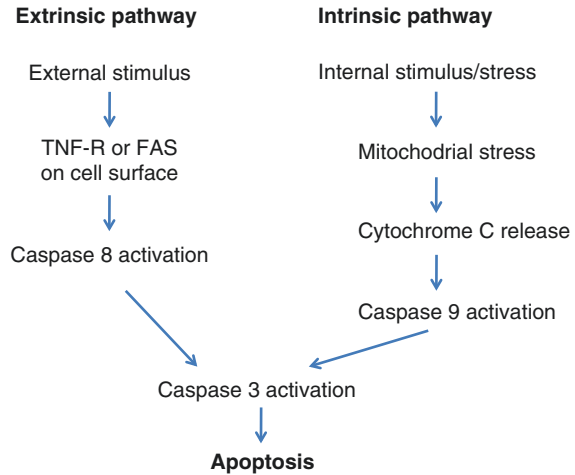 Extrinsic pathway
External stimulus
TNF-R or FAS
on cell surface
Caspase 8 activation
Intrinsic pathway
Internal stimulus/stress
Mitochodrial stress
Cytochrome C release
Caspase 9 activation
Caspase 3 activation
Apoptosis